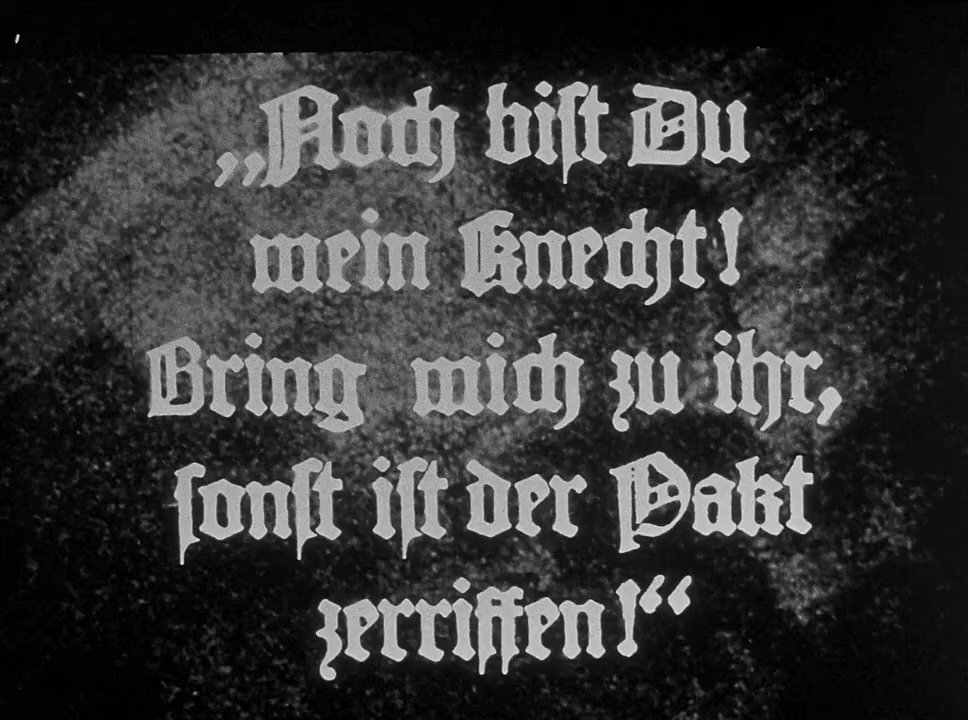 „Noch biſt Du
mein Knecht!
Bring mich zu ihr,
ſonſt iſt der Pakt
zerriſſen!“